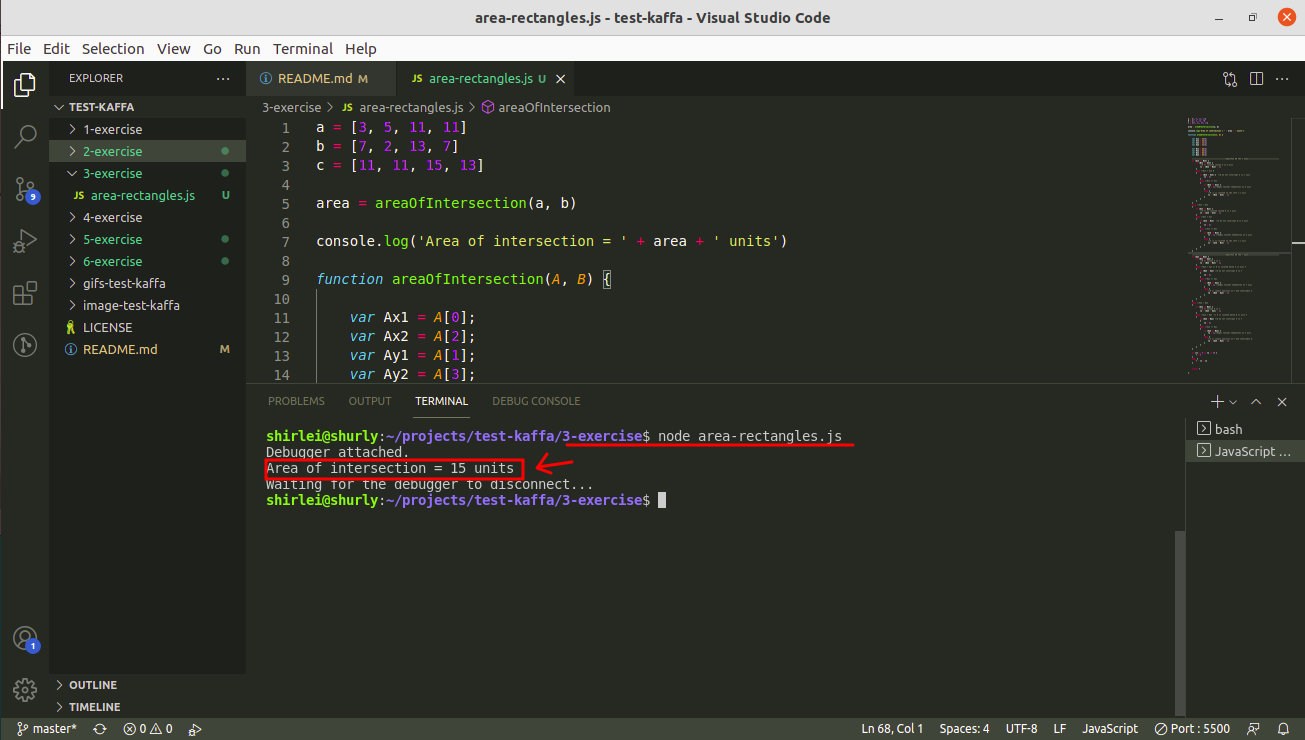 area-rectangles.js - test-kaffa - Visual Studio Code
File Edit Selection View Go Run Terminal Help
EXPLORER
TEST-KAFFA
1-exercise
2-exercise
3-exercise
JS area-rectangles.js U
4-exercise
5-exercise
6-exercise
gifs-test-kaffa
image-test-kaffa
LICENSE
README.md M
OUTLINE
TIMELINE
9
1
README.md M JS area-rectangles.js U
3-exercise > JS area-rectangles.js > areaOfIntersection
1 a = [3, 5, 11, 11]
2 b = [7, 2, 13, 7]
3 c = [11, 11, 15, 13]
4
5 area = areaOfIntersection(a, b)
6
7 console.log('Area of intersection = ' + area + ' units')
8
9 function areaOfIntersection(A, B) {
10
11 var Ax1 = A[0];
12 var Ax2 = A[2];
13 var Ay1 = A[1];
14 var Ay2 = A[3];
PROBLEMS OUTPUT TERMINAL DEBUG CONSOLE
shirlei@shurly:~/projects/test-kaffa/3-exercise$ node area-rectangles.js
Debugger attached.
Area of intersection = 15 units
Waiting for the debugger to disconnect...
shirlei@shurly:~/projects/test-kaffa/3-exercise$
bash
JavaScript ...
master* 0 0 Ln 68, Col 1 Spaces: 4 UTF-8 LF JavaScript Port : 5500